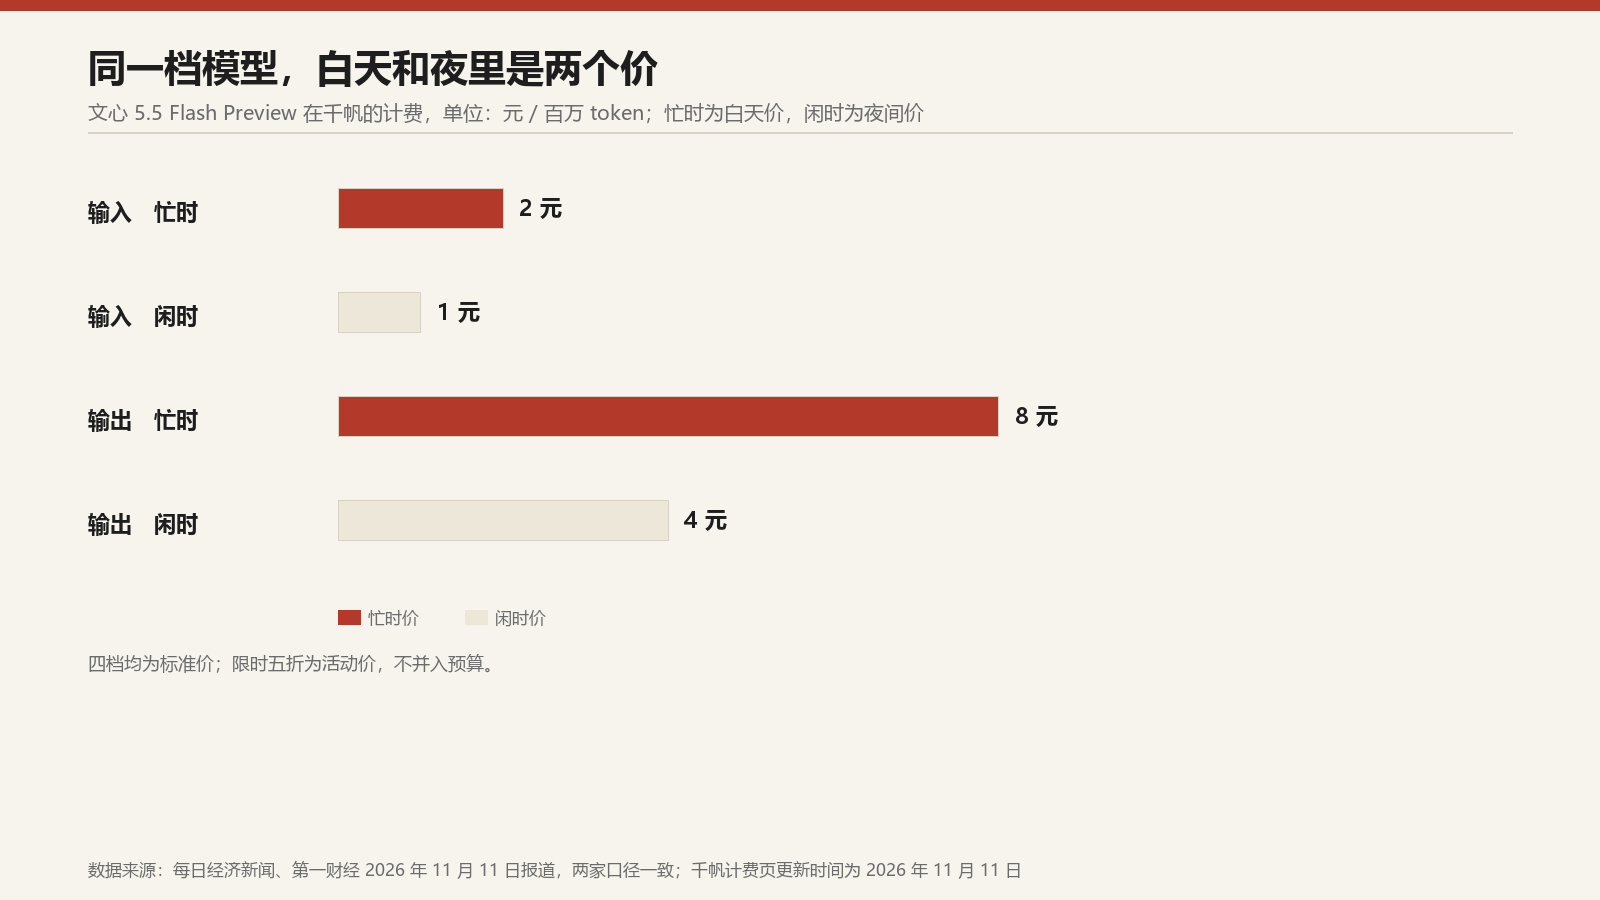 同一档模型，白天和夜里是两个价
文心 5.5 Flash Preview 在千帆的计费，单位：元 / 百万 token；忙时为白天价，闲时为夜间价
输入 忙时 2 元
输入 闲时 1 元
输出 忙时 8 元
输出 闲时 4 元
忙时价 闲时价
四档均为标准价；限时五折为活动价，不并入预算。
数据来源：每日经济新闻、第一财经 2026 年 11 月 11 日报道，两家口径一致；千帆计费页更新时间为 2026 年 11 月 11 日